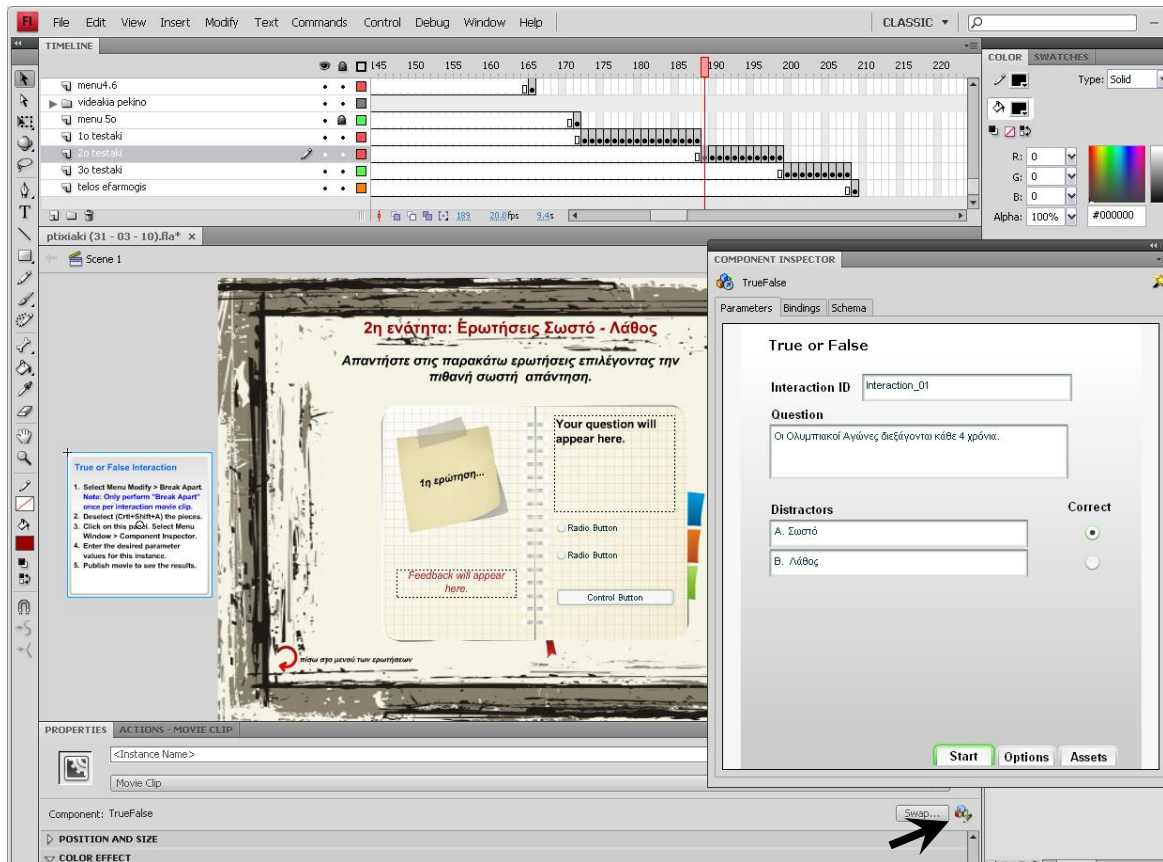 Fl File Edit View Insert Modify Text Commands Control Debug Window Help CLASSIC
TIMELINE
145 150 155 160 165 170 175 180 185 190 195 200 205 210 215 220
menu4.6
videakia pekino
menu 5o
1o testaki
2o testaki
3o testaki
telos efarmogis
189 20.0fps 9.4s
COLOR SWATCHES
Type: Solid
R: 0
G: 0
B: 0
Alpha: 100% #000000
ptixiaki (31 - 03 - 10).fla* ×
Scene 1
2η ενότητα: Ερωτήσεις Σωστό - Λάθος
Απαντήστε στις παρακάτω ερωτήσεις επιλέγοντας την
πιθανή σωστή απάντηση.
True or False Interaction
1. Select Menu Modify > Break Apart.
Note: Only perform "Break Apart"
once per interaction movie clip.
2. Deselect (Crtl+Shift+A) the pieces.
3. Click on this panel. Select Menu
Window > Component Inspector.
4. Enter the desired parameter
values for this instance.
5. Publish movie to see the results.
1η ερώτηση...
Feedback will appear
here.
Your question will
appear here.
Radio Button
Radio Button
Control Button
πίσω στο μενού των ερωτήσεων
COMPONENT INSPECTOR
TrueFalse
Parameters Bindings Schema
True or False
Interaction ID Interaction_01
Question
Οι Ολυμπιακοί Αγώνες διεξάγονται κάθε 4 χρόνια.
Distractors Correct
Α. Σωστό
Β. Λάθος
Start Options Assets
PROPERTIES ACTIONS - MOVIE CLIP
<Instance Name>
Movie Clip
Component: TrueFalse Swap...
POSITION AND SIZE
COLOR EFFECT